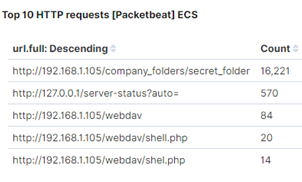 Top 10 HTTP requests [Packetbeat] ECS
url.full: Descending Count
http://192.168.1.105/company_folders/secret_folder 16,221
http://127.0.0.1/server-status?auto= 570
http://192.168.1.105/webdav 84
http://192.168.1.105/webdav/shell.php 20
http://192.168.1.105/webdav/shel.php 14